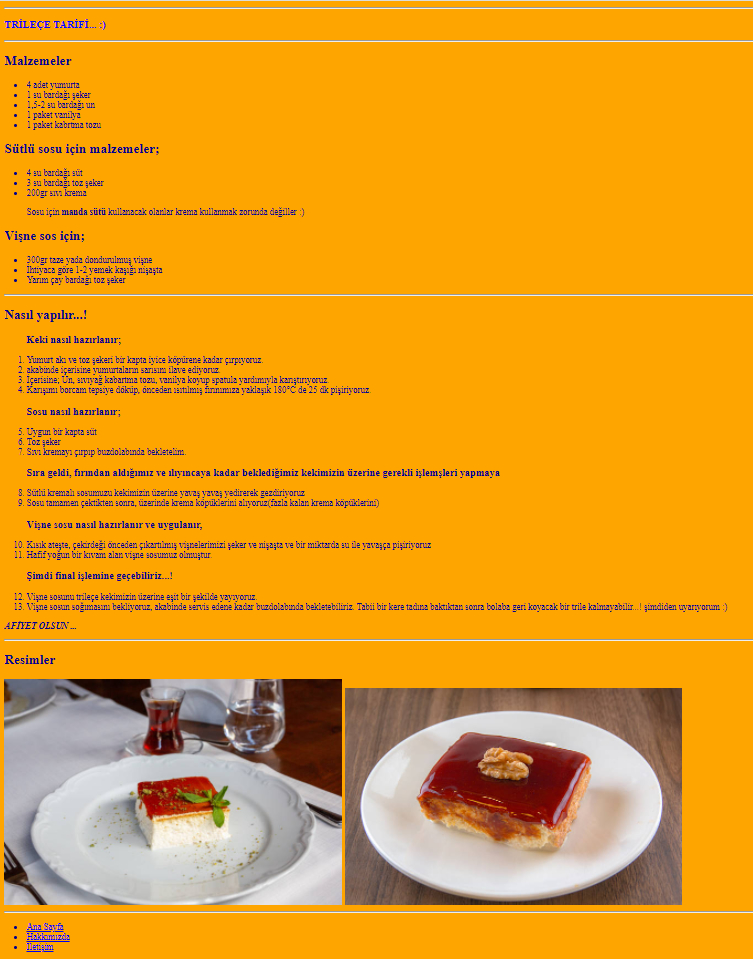 TRİLEÇE TARİFİ... :)
Malzemeler
4 adet yumurta
1 su bardağı şeker
1,5-2 su bardağı un
1 paket vanilya
1 paket kabrtma tozu
Sütlü sosu için malzemeler;
4 su bardağı süt
3 su bardağı toz şeker
200gr sıvı krema
Sosu için manda sütü kullanacak olanlar krema kullanmak zorunda değiller :)
Vişne sos için;
300gr taze yada dondurulmuş vişne
İhtiyaca göre 1-2 yemek kaşığı nişasta
Yarım çay bardağı toz şeker
Nasıl yapılır...!
Keki nasıl hazırlanır;
1. Yumurt akı ve toz şekeri bir kapta iyice köpürene kadar çırpıyoruz.
2. akabinde içerisine yumurtaların sarısını ilave ediyoruz.
3. İçerisine; Un, sıvıyağ kabartma tozu, vanilya koyup spatula yardımıyla karıştırıyoruz.
4. Karışımı borcam tepsiye döküp, önceden ısıtılmış fırınımıza yaklaşık 180°C de 25 dk pişiriyoruz.
Sosu nasıl hazırlanır;
5. Uygun bir kapta süt
6. Toz şeker
7. Sıvı kremayı çırpıp buzdolabında bekletelim.
Sıra geldi, fırından aldığımız ve ılıyıncaya kadar beklediğimiz kekimizin üzerine gerekli işlemşleri yapmaya
8. Sütlü kremalı sosumuzu kekimizin üzerine yavaş yavaş yedirerek gezdiriyoruz
9. Sosu tamamen çektikten sonra, üzerinde krema köpüklerini alıyoruz(fazla kalan krema köpüklerini)
Vişne sosu nasıl hazırlanır ve uygulanır,
10. Kısık ateşte, çekirdeği önceden çıkartılmış vişnelerimizi şeker ve nişasta ve bir miktarda su ile yavaşça pişiriyoruz
11. Hafif yoğun bir kıvam alan vişne sosumuz olmuştur.
Şimdi final işlemine geçebiliriz...!
12. Vişne sosunu trileçe kekimizin üzerine eşit bir şekilde yayıyoruz.
13. Vişne sosun soğumasını bekliyoruz, akabinde servis edene kadar buzdolabında bekletebiliriz. Tabii bir kere tadına baktıktan sonra bolaba geri koyacak bir trile kalmayabilir...! şimdiden uyarıyorum :)
AFİYET OLSUN ...
Resimler
Ana Sayfa
Hakkımızda
İletişim